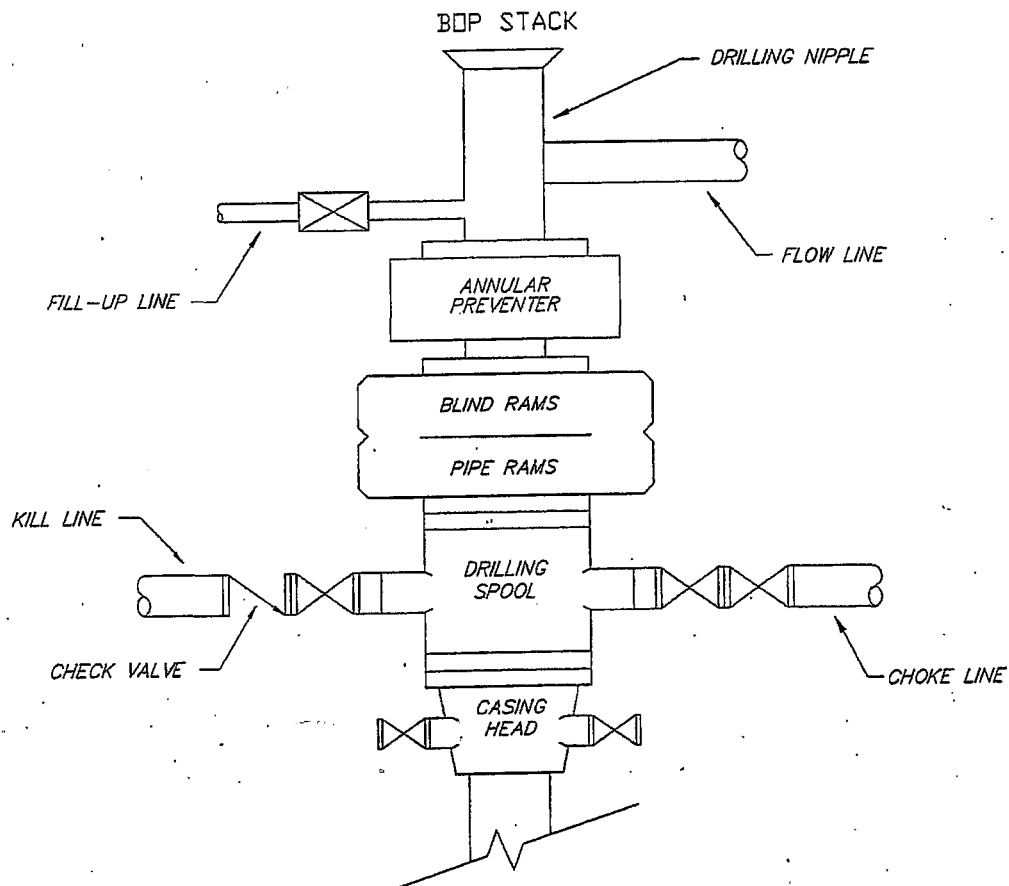 BOP STACK
DRILLING NIPPLE
FLOW LINE
FILL-UP LINE
ANNULAR
PREVENTER
BLIND RAMS
PIPE RAMS
KILL LINE
DRILLING
SPOOL
CHECK VALVE
CHOKE LINE
CASING
HEAD